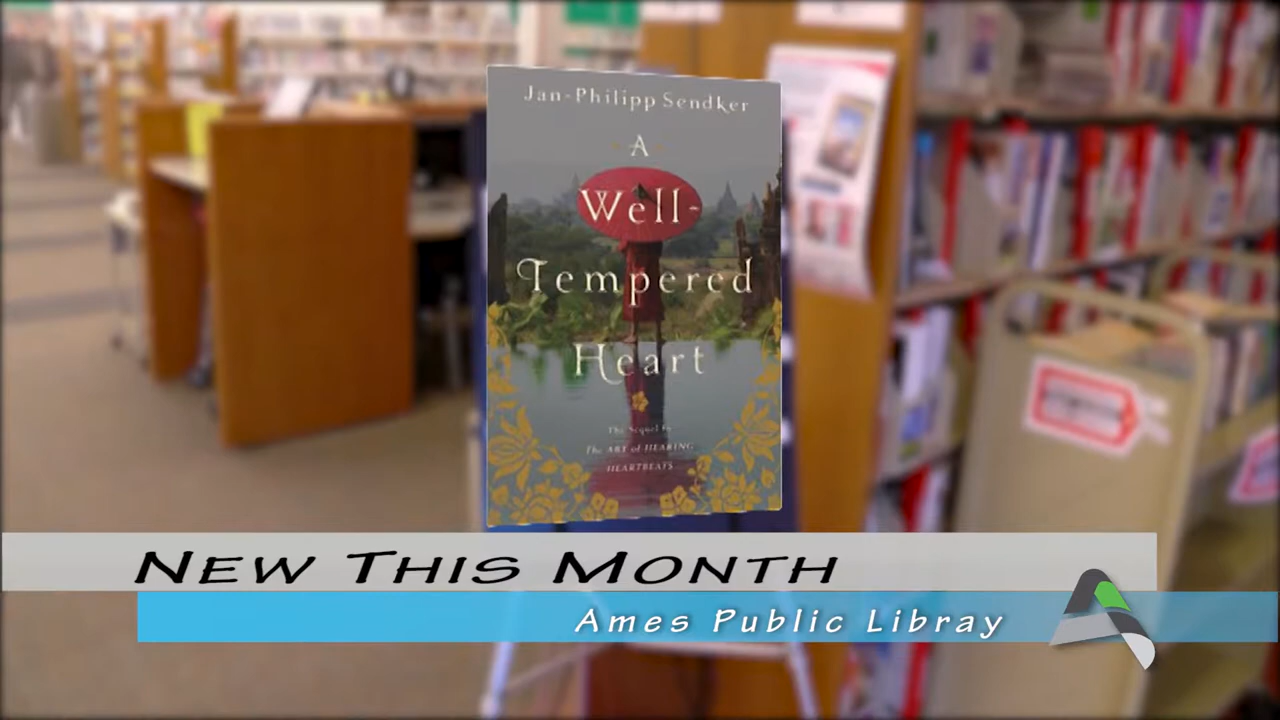 Jan-Philipp Sendker
A
Well-
Tempered
Heart
The Sequel to
The ART of HEARING
HEARTBEATS
NEW THIS MONTH
Ames Public Libray